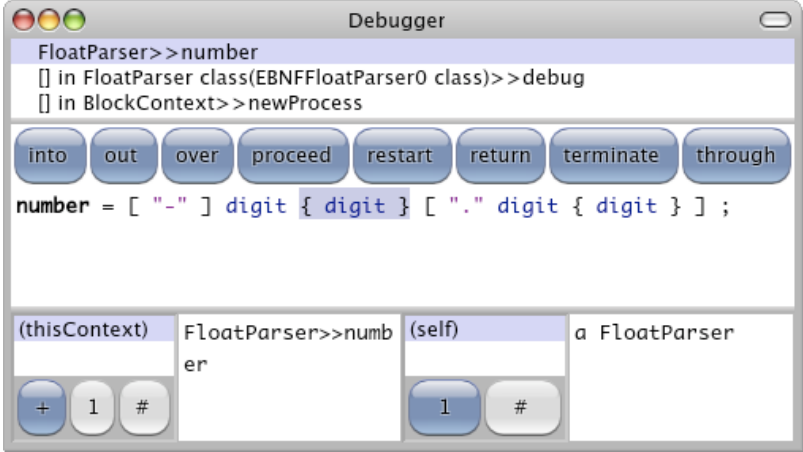 Debugger
FloatParser>>number
[] in FloatParser class(EBNFFloatParser0 class)>>debug
[] in BlockContext>>newProcess
into out over proceed restart return terminate through
number = [ "-" ] digit { digit } [ "." digit { digit } ] ;
(thisContext)
+ 1 #
FloatParser>>numb
er
(self)
1 #
a FloatParser